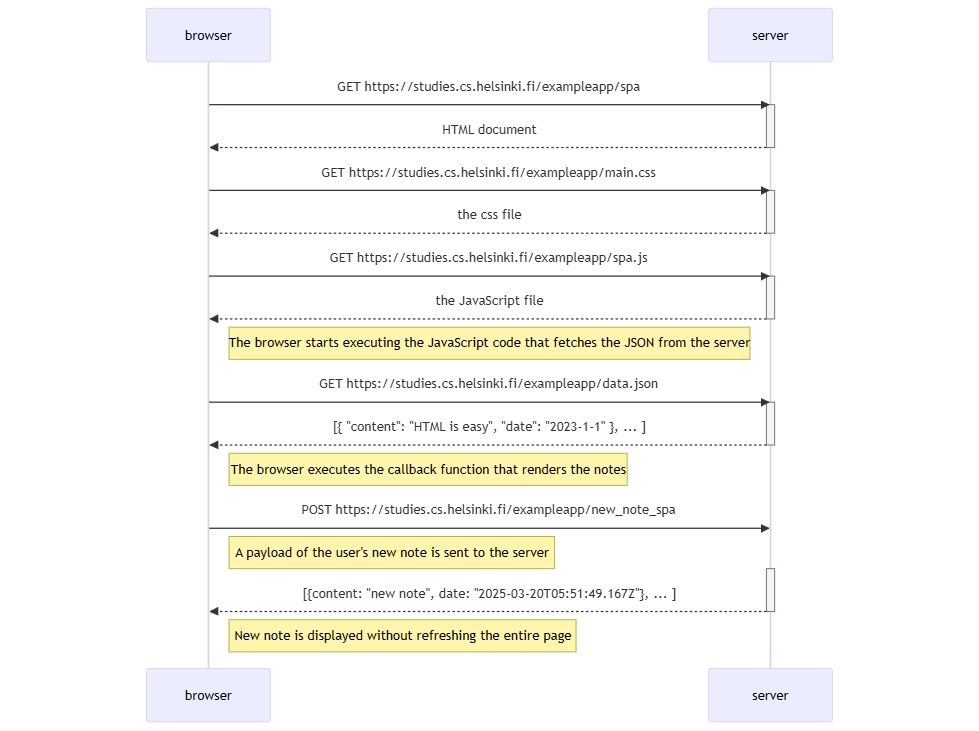 browser
server
GET https://studies.cs.helsinki.fi/exampleapp/spa
HTML document
GET https://studies.cs.helsinki.fi/exampleapp/main.css
the css file
GET https://studies.cs.helsinki.fi/exampleapp/spa.js
the JavaScript file
The browser starts executing the JavaScript code that fetches the JSON from the server
GET https://studies.cs.helsinki.fi/exampleapp/data.json
[{ "content": "HTML is easy", "date": "2023-1-1" }, ... ]
The browser executes the callback function that renders the notes
POST https://studies.cs.helsinki.fi/exampleapp/new_note_spa
A payload of the user's new note is sent to the server
[{content: "new note", date: "2025-03-20T05:51:49.167Z"}, ... ]
New note is displayed without refreshing the entire page
browser
server